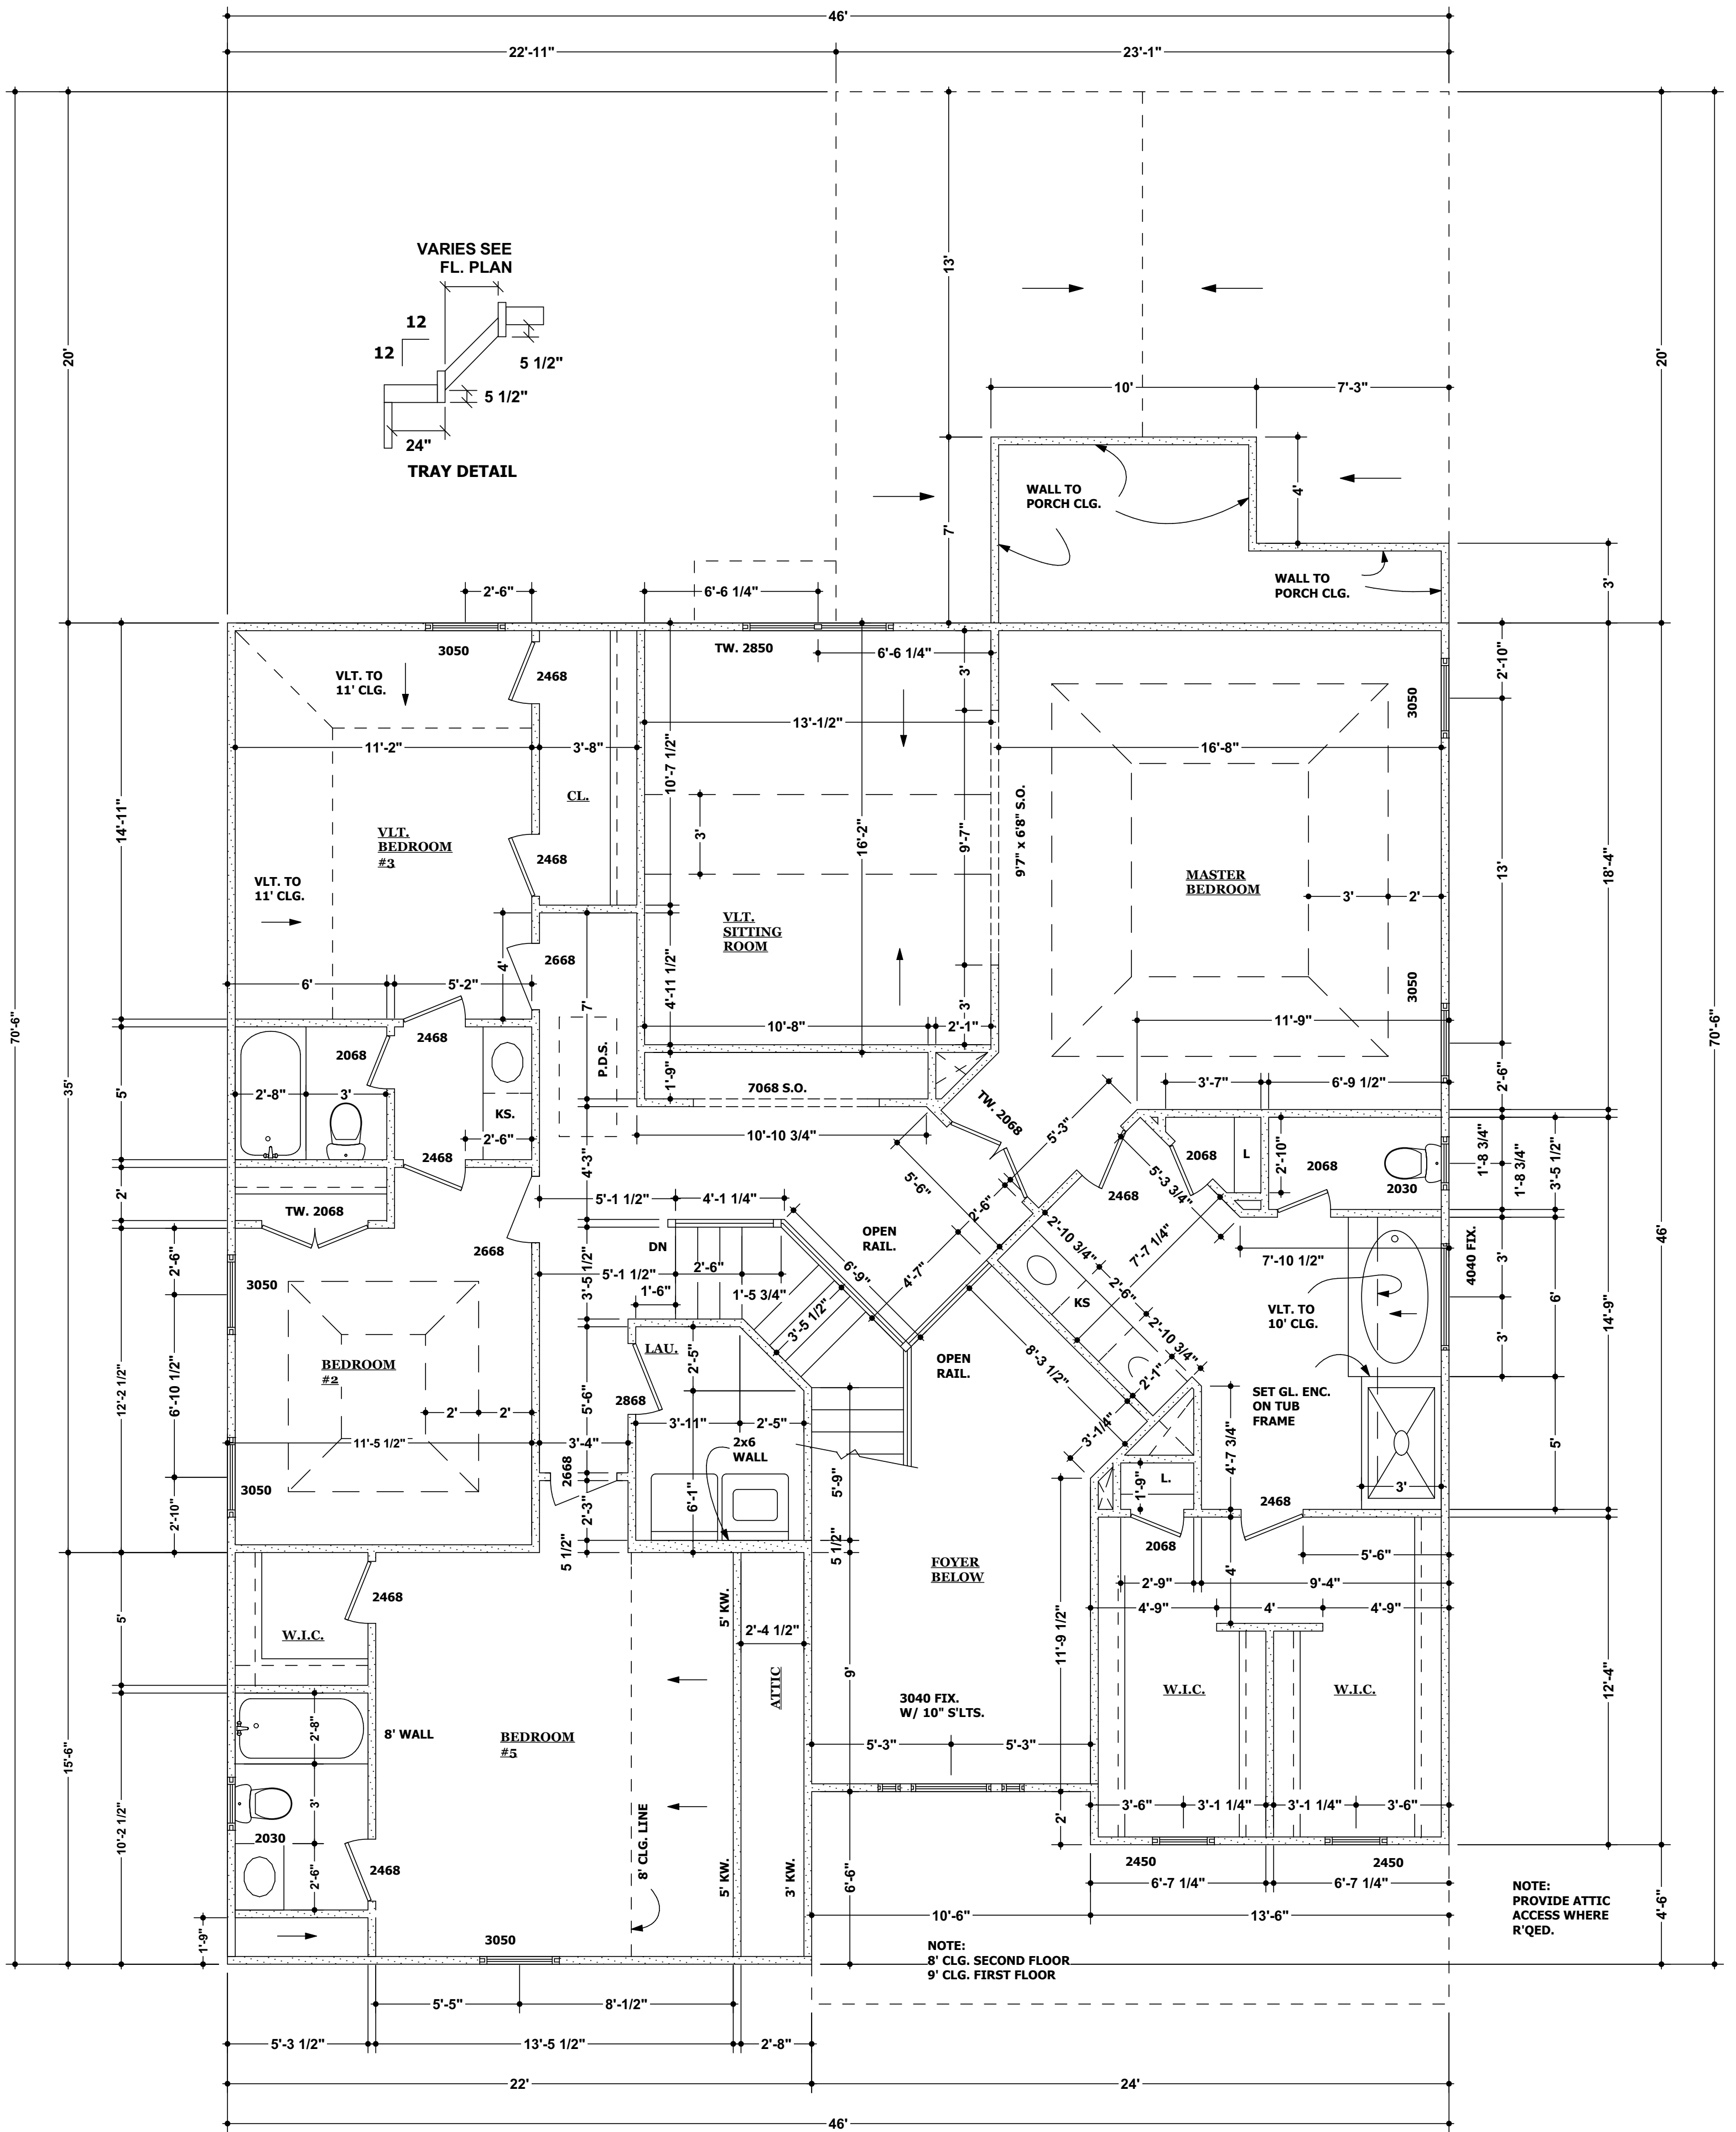 46'
22'-11"
23'-1"
VARIES SEE
FL. PLAN
12
12
5 1/2"
5 1/2"
24"
TRAY DETAIL
13'
20'
20'
10'
7'-3"
4'
7'
WALL TO
PORCH CLG.
WALL TO
PORCH CLG.
3'
2'-6"
6'-6 1/4"
3050
TW. 2850
6'-6 1/4"
2468
VLT. TO
11' CLG.
3'
2'-10"
3050
13'-1/2"
11'-2"
3'-8"
16'-8"
10'-7 1/2"
CL.
14'-11"
VLT.
BEDROOM
#3
3'
16'-2"
9'-7"
9'7" x 6'8" S.O.
2468
13'
18'-4"
VLT. TO
11' CLG.
MASTER
BEDROOM
3'
2'
VLT.
SITTING
ROOM
2668
4'
4'-11 1/2"
3050
6'
5'-2"
7'
3'
70'-6"
70'-6"
35'
10'-8"
2'-1"
11'-9"
2468
2068
P.D.S.
5'
2'-8"
3'
1'-9"
7068 S.O.
3'-7"
6'-9 1/2"
2'-6"
KS.
2'-6"
TW. 2068
5'-3"
10'-10 3/4"
2468
4'-3"
5'-6"
5'-3 3/4"
2068
L
2'-10"
2068
2030
1'-8 3/4"
1'-8 3/4"
3'-5 1/2"
2468
2'
TW. 2068
5'-1 1/2"
4'-1 1/4"
2'-6"
OPEN
RAIL.
2'-10 3/4"
7'-7 1/4"
7'-10 1/2"
4040 FIX.
46'
2668
DN
2'-6"
3050
5'-1 1/2"
2'-6"
3'-5 1/2"
6'-9"
4'-7"
KS
2'-6"
3'
6'
1'-6"
1'-5 3/4"
3'-5 1/2"
VLT. TO
10' CLG.
14'-9"
LAU.
2'-5"
OPEN
RAIL.
8'-3 1/2"
2'-10 3/4"
3'
BEDROOM
#2
2'-1"
12'-2 1/2"
6'-10 1/2"
2'
2'
2868
5'-6"
SET GL. ENC.
ON TUB
FRAME
3'-11"
2'-5"
3'-1/4"
11'-5 1/2"
3'-4"
2x6
WALL
4'-7 3/4"
5'
2668
5'-9"
1'-9"
L.
3'
3050
2'-10"
2'-3"
6'-1"
2468
5 1/2"
5 1/2"
2068
5'-6"
FOYER
BELOW
4'
2'-9"
9'-4"
2468
4'-9"
4'
4'-9"
5'
W.I.C.
5' KW.
2'-4 1/2"
11'-9 1/2"
ATTIC
9'
W.I.C.
W.I.C.
12'-4"
3040 FIX.
W/ 10" S'LTS.
2'-8"
8' WALL
BEDROOM
#5
5'-3"
5'-3"
15'-6"
3'
3'-6"
3'-1 1/4"
3'-1 1/4"
3'-6"
10'-2 1/2"
2030
8' CLG. LINE
2'
2468
2'-6"
5' KW.
3' KW.
6'-6"
2450
2450
6'-7 1/4"
6'-7 1/4"
NOTE:
PROVIDE ATTIC
ACCESS WHERE
R'QED.
4'-6"
10'-6"
13'-6"
1'-9"
3050
NOTE:
8' CLG. SECOND FLOOR
9' CLG. FIRST FLOOR
5'-5"
8'-1/2"
5'-3 1/2"
13'-5 1/2"
2'-8"
22'
24'
46'